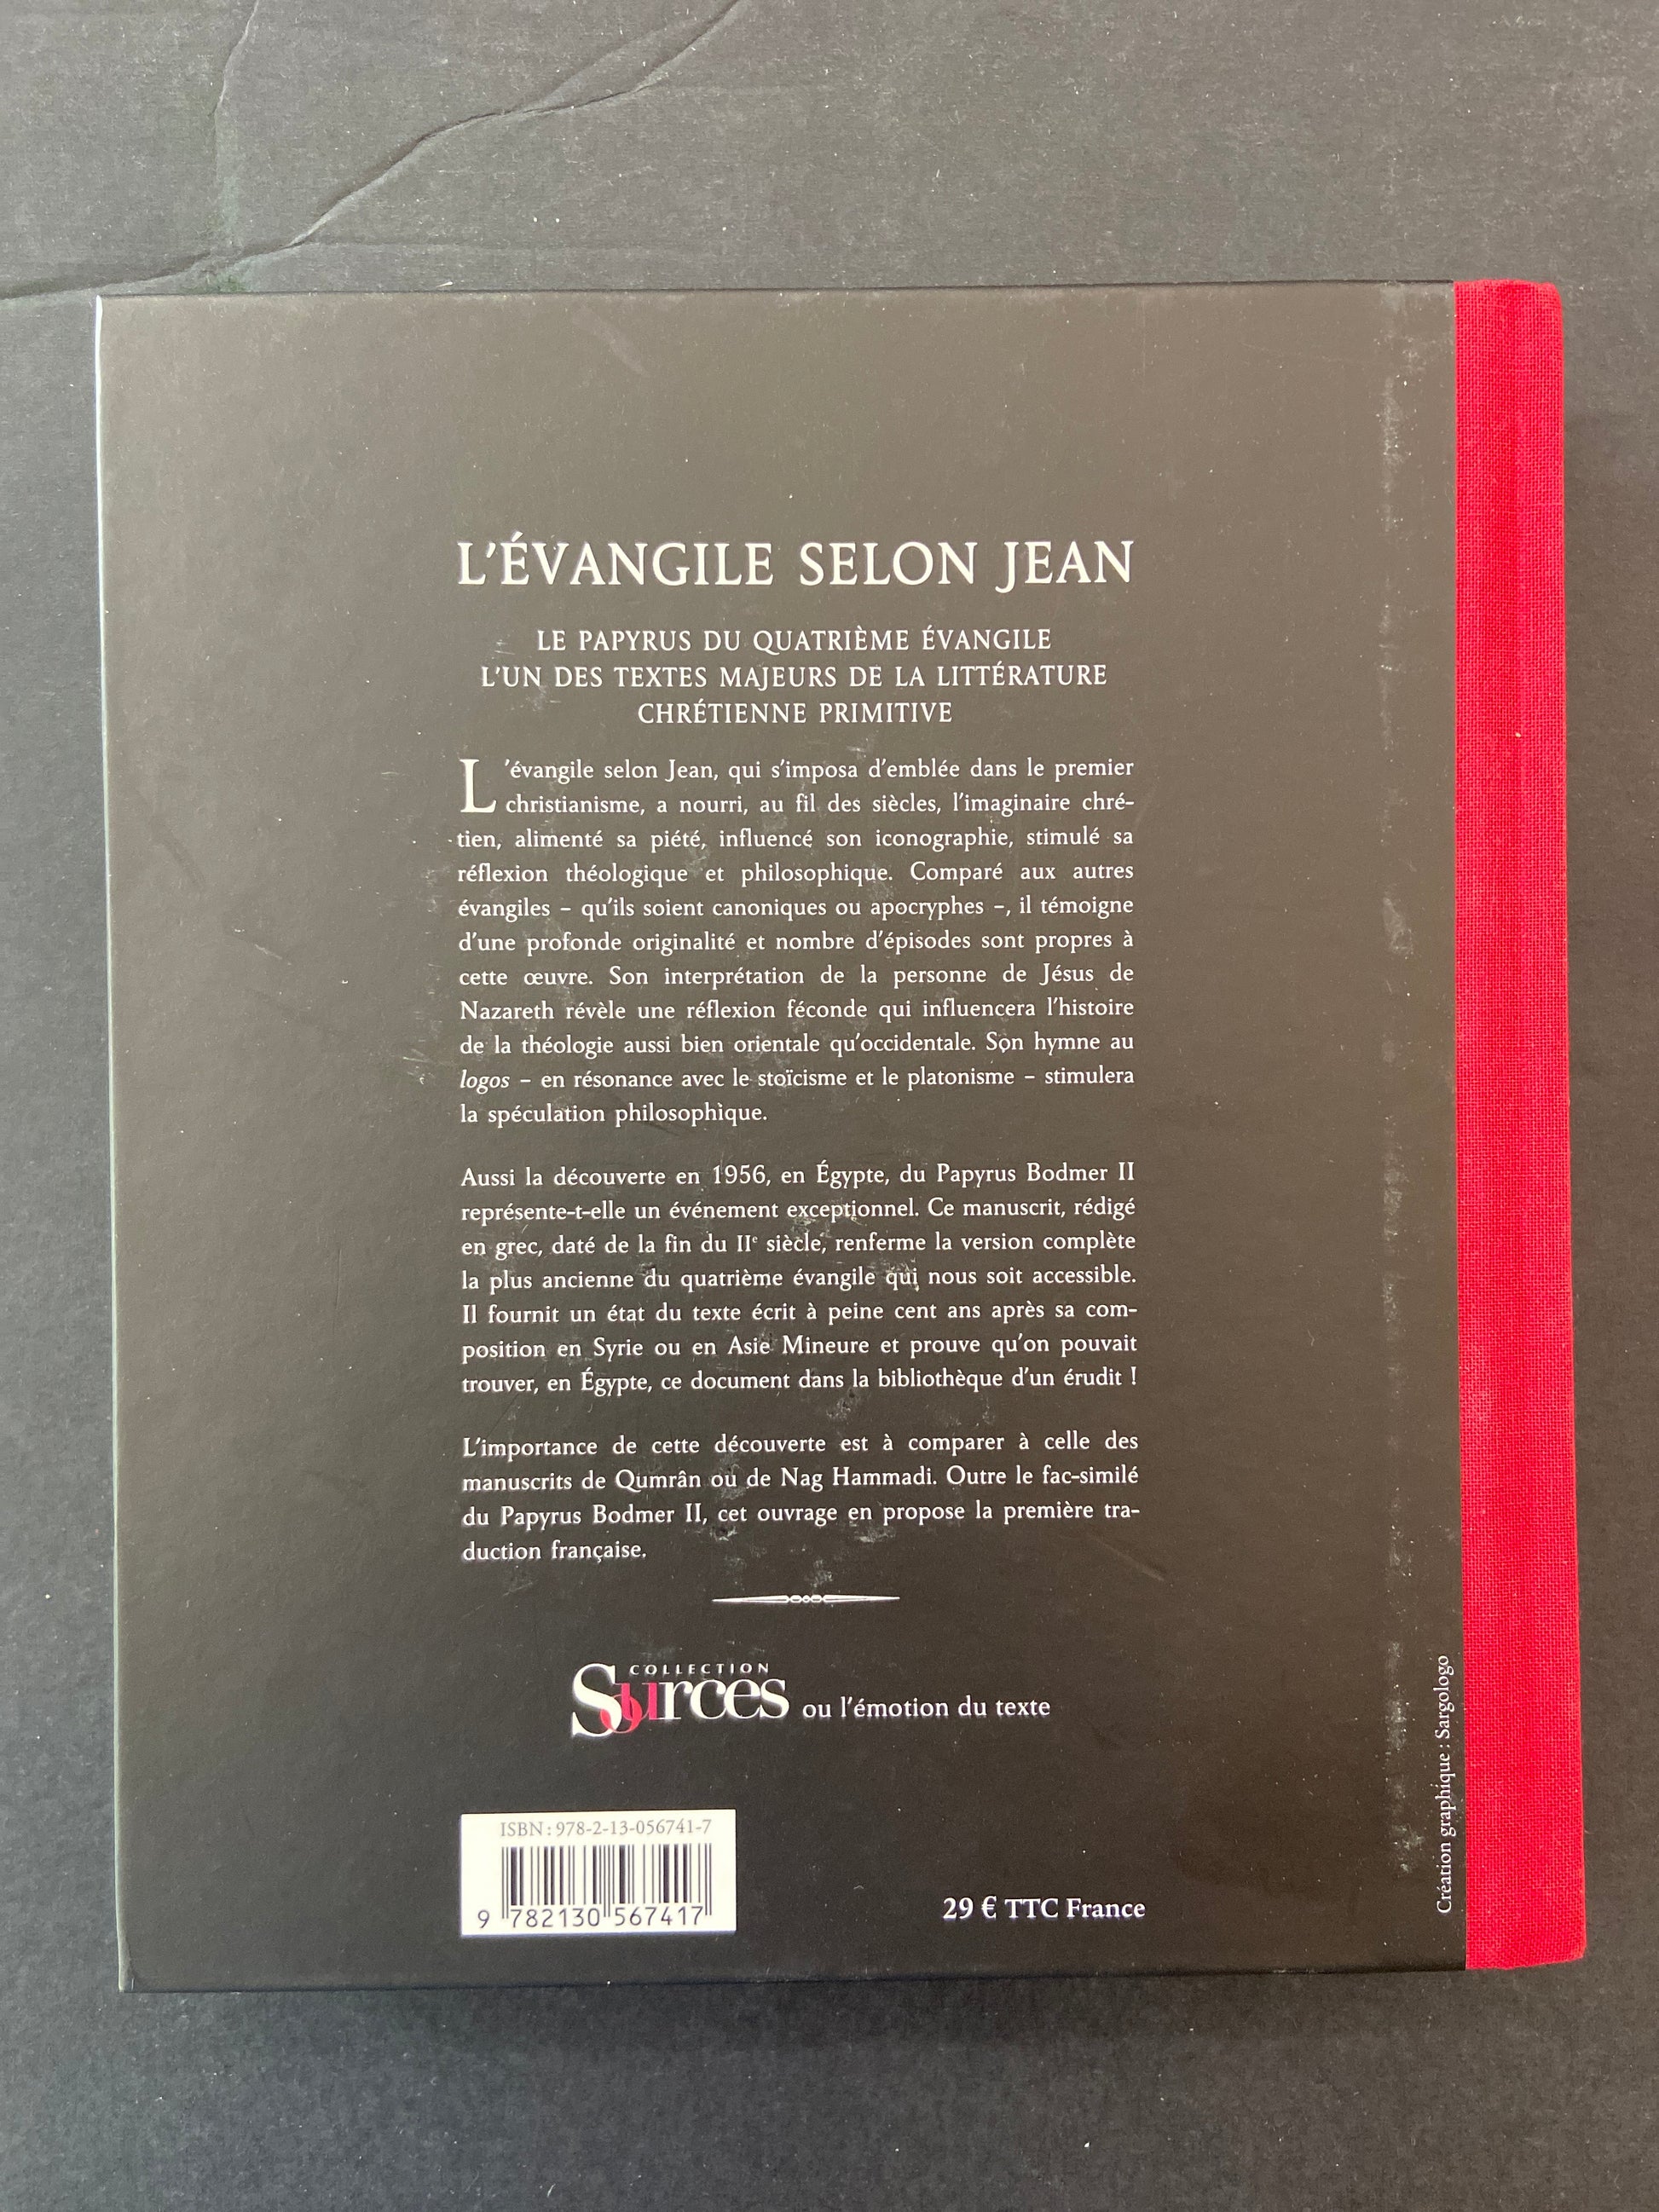 L'ÉVANGILE SELON JEAN
LE PAPYRUS DU QUATRIÈME ÉVANGILE
L'UN DES TEXTES MAJEURS DE LA LITTÉRATURE
CHRÉTIENNE PRIMITIVE
L'évangile selon Jean, qui s'imposa d'emblée dans le premier
christianisme, a nourri, au fil des siècles, l'imaginaire chré-
tien, alimenté sa piété, influencé son iconographie, stimulé sa
réflexion théologique et philosophique. Comparé aux autres
évangiles – qu'ils soient canoniques ou apocryphes –, il témoigne
d'une profonde originalité et nombre d'épisodes sont propres à
cette œuvre. Son interprétation de la personne de Jésus de
Nazareth révèle une réflexion féconde qui influencera l'histoire
de la théologie aussi bien orientale qu'occidentale. Son hymne au
logos – en résonance avec le stoïcisme et le platonisme – stimulera
la spéculation philosophique.
Aussi la découverte en 1956, en Égypte, du Papyrus Bodmer II
représente-t-elle un événement exceptionnel. Ce manuscrit, rédigé
en grec, daté de la fin du IIe siècle, renferme la version complète
la plus ancienne du quatrième évangile qui nous soit accessible.
Il fournit un état du texte écrit à peine cent ans après sa com-
position en Syrie ou en Asie Mineure et prouve qu'on pouvait
trouver, en Égypte, ce document dans la bibliothèque d'un érudit !
L'importance de cette découverte est à comparer à celle des
manuscrits de Qumrân ou de Nag Hammadi. Outre le fac-similé
du Papyrus Bodmer II, cet ouvrage en propose la première tra-
duction française.
COLLECTION
Sources ou l'émotion du texte
ISBN : 978-2-13-056741-7
9 782130 567417
29 € TTC France
Création graphique : Sargologo